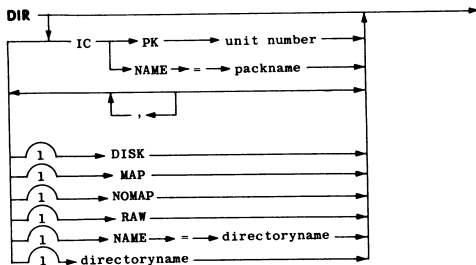 DIR
IC PK unit number
NAME = packname
,
1 DISK
1 MAP
1 NOMAP
1 RAW
1 NAME = directoryname
1 directoryname